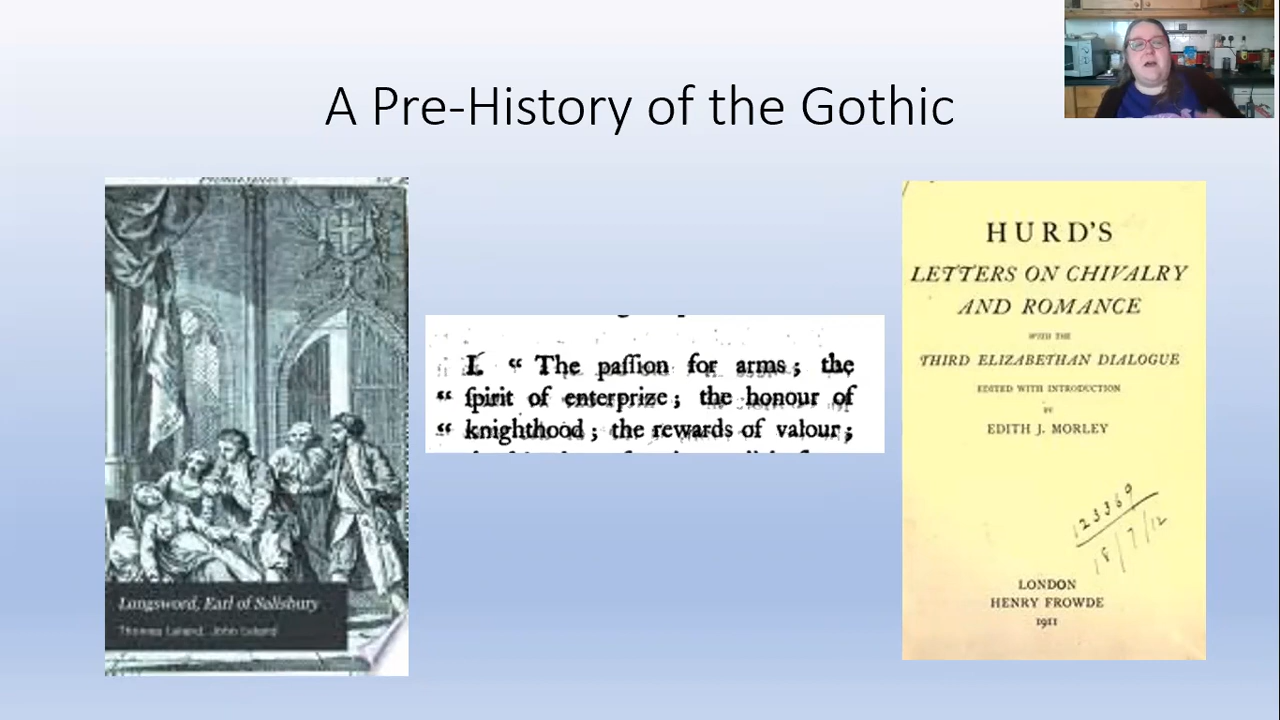 A Pre-History of the Gothic
Longsword, Earl of Salisbury
Thomas Leland, John Leland
I. “ The paſſion for arms ; the
“ ſpirit of enterprize ; the honour of
“ knighthood ; the rewards of valour ;
HURD'S
LETTERS ON CHIVALRY
AND ROMANCE
WITH THE
THIRD ELIZABETHAN DIALOGUE
EDITED WITH INTRODUCTION
BY
EDITH J. MORLEY
123369
18/7/12
LONDON
HENRY FROWDE
1911